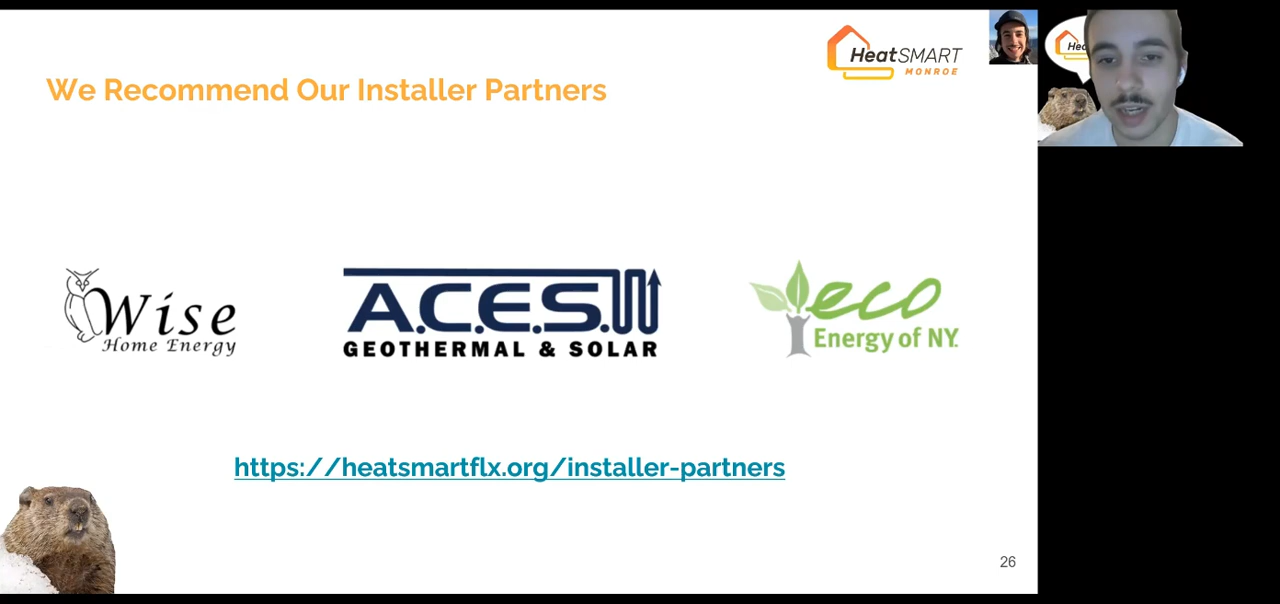 HeatSMART
MONROE
We Recommend Our Installer Partners
Wise
Home Energy
A.C.E.S.
GEOTHERMAL & SOLAR
eco
Energy of NY.
https://heatsmartflx.org/installer-partners
26